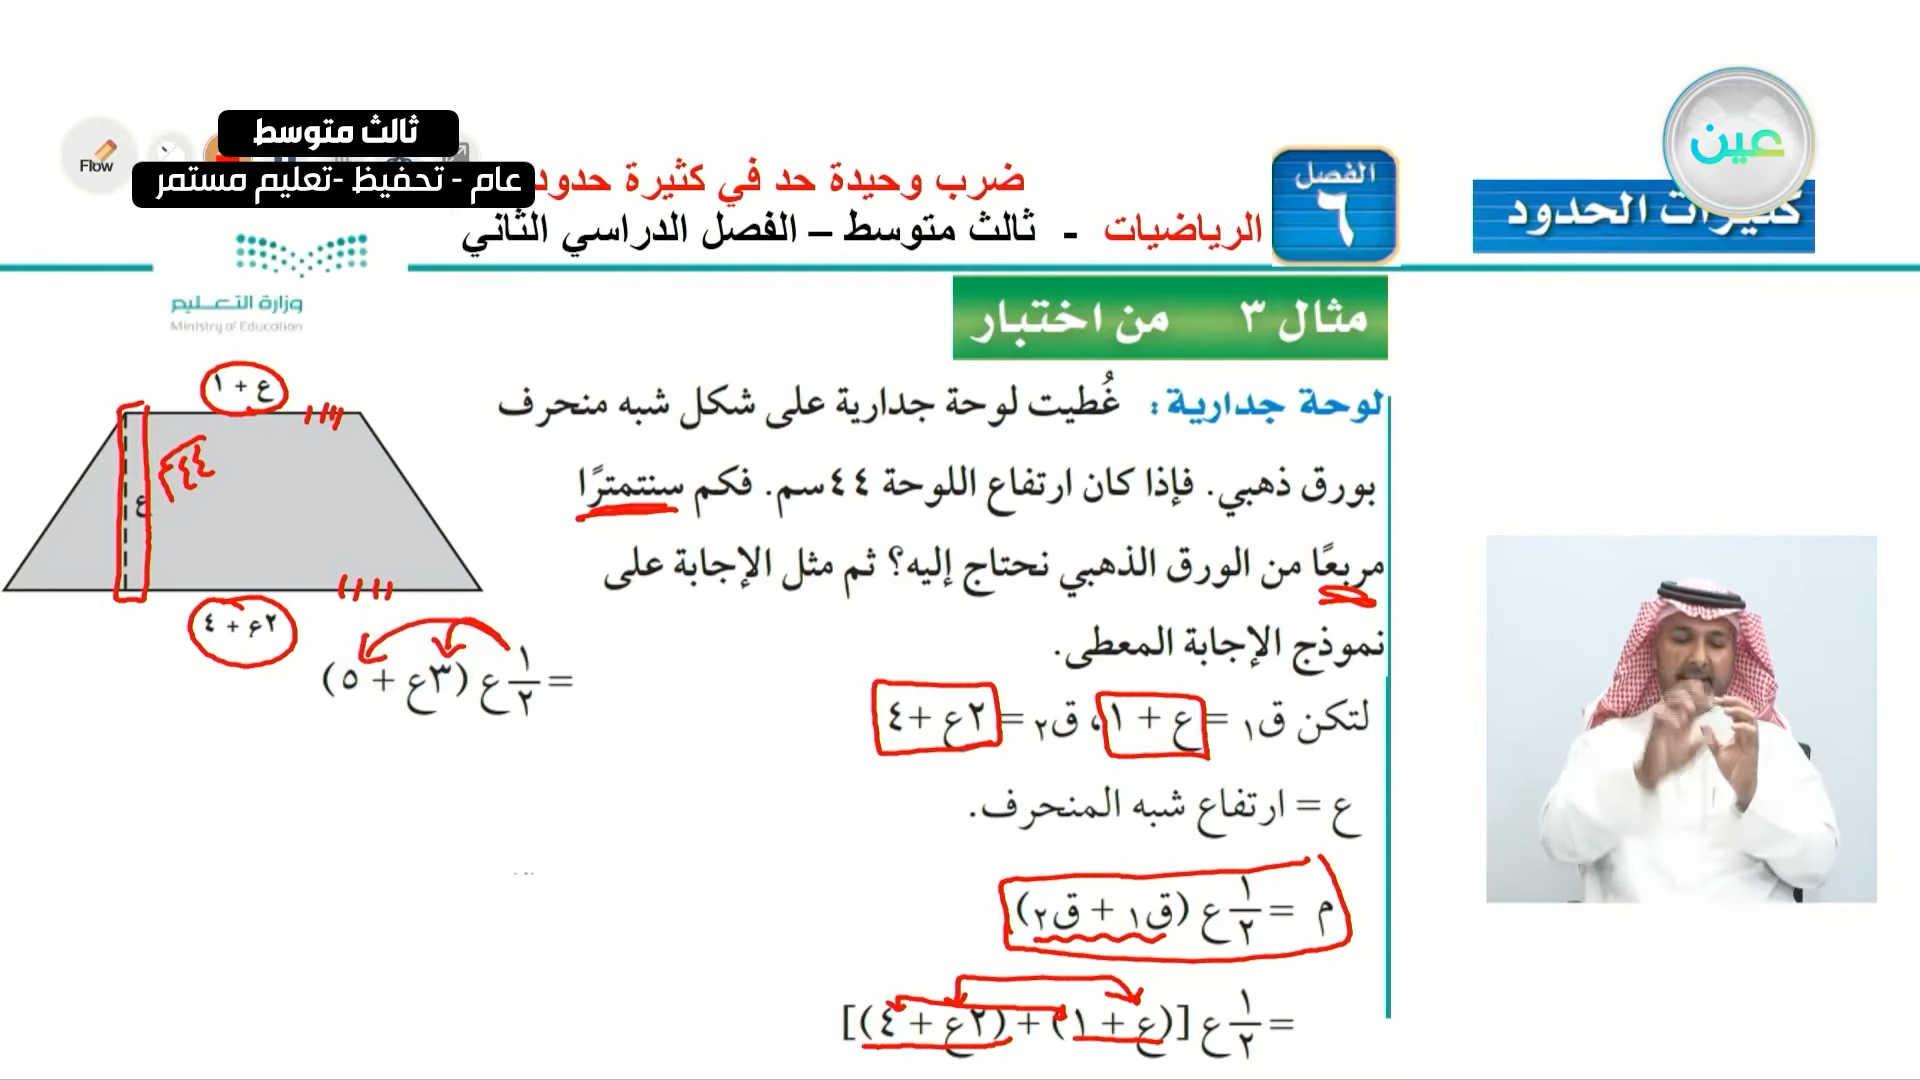 عين
كثيرات الحدود
الفصل
٦
ضرب وحيدة حد في كثيرة حدود
الرياضيات - ثالث متوسط – الفصل الدراسي الثاني
ثالث متوسط
عام - تحفيظ -تعليم مستمر
Flow
وزارة التعليم
Ministry of Education
مثال ٣ من اختبار
لوحة جدارية: غُطيت لوحة جدارية على شكل شبه منحرف
بورق ذهبي. فإذا كان ارتفاع اللوحة ٤٤سم. فكم سنتمترًا
مربعًا من الورق الذهبي نحتاج إليه؟ ثم مثل الإجابة على
نموذج الإجابة المعطى.
لتكن ق١ = ع + ١، ق٢ = ٢ع + ٤
ع = ارتفاع شبه المنحرف.
م = ١/٢ ع (ق١ + ق٢)
= ١/٢ ع [(ع + ١) + (٢ع + ٤)]
ع + ١
ع
٢ع + ٤
= ١/٢ ع (٣ع + ٥)